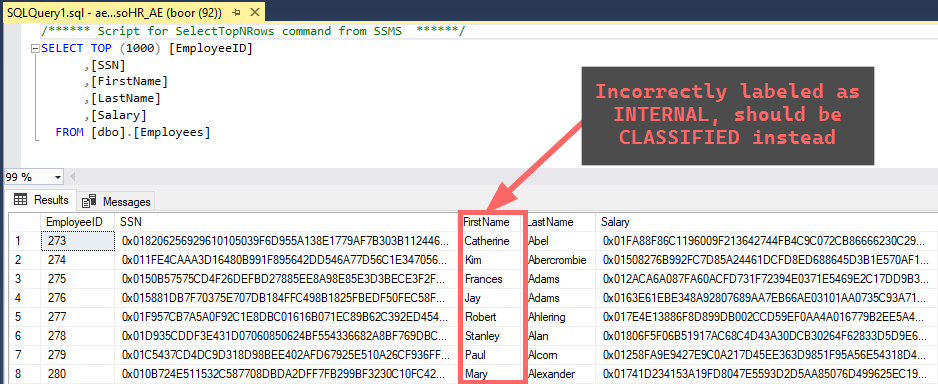 SQLQuery1.sql - ae...soHR_AE (boor (92))
/****** Script for SelectTopNRows command from SSMS ******/
SELECT TOP (1000) [EmployeeID]
,[SSN]
,[FirstName]
,[LastName]
,[Salary]
FROM [dbo].[Employees]
Incorrectly labeled as
INTERNAL, should be
CLASSIFIED instead
99 %
Results Messages
EmployeeID SSN FirstName LastName Salary
1 273 0x01820625692961010503​9F6D955A138E1779AF7B303B112446... Catherine Abel 0x01FA88F86C1196009F213642744FB4C9C072CB86666230C29...
2 274 0x011FE4CAAA3D16480B991F895642DD546A77D56C1E347056... Kim Abercrombie 0x01508276B992FC7D85A24461DCFD8ED688645D3B1E570AF1...
3 275 0x0150B57575CD4F26DEFBD27885EE8A98E85E3D3BECE3F2F... Frances Adams 0x012ACA6A087FA60ACFD731F72394E0371E5469E2C17DD9B3...
4 276 0x015881DB7F70375E707DB184FFC498B1825FBEDF50FEC58F... Jay Adams 0x0163E61EBE348A92807689AA7EB66AE03101AA0735C93A71...
5 277 0x01F957CB7A5A0F92C1E8DBC01616B071EC89B62C392ED454... Robert Ahlering 0x017E4E13886F8D899DB002CCD59EF0AA4A016779B2EE5A4...
6 278 0x01D935CDDF3E431D07060850624BF554336682A8BF769DBC... Stanley Alan 0x01806F5F06B51917AC68C4D43A30DCB30264F62833D5D9E6...
7 279 0x01C5437CD4DC9D318D98BEE402AFD67925E510A26CF936FF... Paul Alcorn 0x01258FA9E9427E9C0A217D45EE363D9851F95A56E54318D4...
8 280 0x010B724E511532C587708DBDA2DFF7FB299BF3230C10FC42... Mary Alexander 0x01741D234153A19FD8047E5593D2D5AA85076D499625EC19...